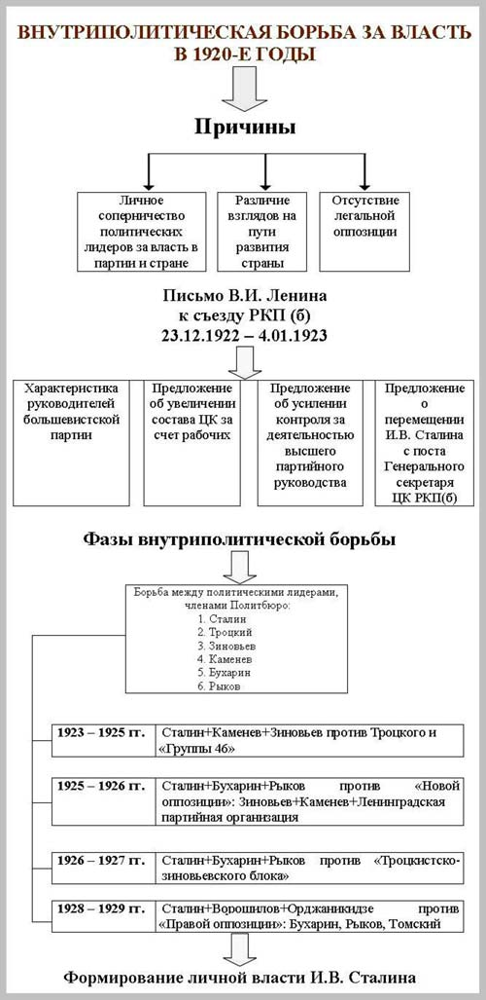 ВНУТРИПОЛИТИЧЕСКАЯ БОРЬБА ЗА ВЛАСТЬ
В 1920-Е ГОДЫ
Причины
Личное
соперничество
политических
лидеров за власть в
партии и стране
Различие
взглядов на
пути
развития
страны
Отсутствие
легальной
оппозиции
Письмо В.И. Ленина
к съезду РКП (б)
23.12.1922 – 4.01.1923
Характеристика
руководителей
большевистской
партии
Предложение
об увеличении
состава ЦК за
счет рабочих
Предложение
об усилении
контроля за
деятельностью
высшего
партийного
руководства
Предложение
о
перемещении
И.В. Сталина
с поста
Генерального
секретаря
ЦК РКП(б)
Фазы внутриполитической борьбы
Борьба между политическими лидерами,
членами Политбюро:
1. Сталин
2. Троцкий
3. Зиновьев
4. Каменев
5. Бухарин
6. Рыков
1923 – 1925 гг. Сталин+Каменев+Зиновьев против Троцкого и
«Группы 46»
1925 – 1926 гг. Сталин+Бухарин+Рыков против «Новой
оппозиции»: Зиновьев+Каменев+Ленинградская
партийная организация
1926 – 1927 гг. Сталин+Бухарин+Рыков против «Троцкистско-
зиновьевского блока»
1928 – 1929 гг. Сталин+Ворошилов+Орджаникидзе против
«Правой оппозиции»: Бухарин, Рыков, Томский
Формирование личной власти И.В. Сталина